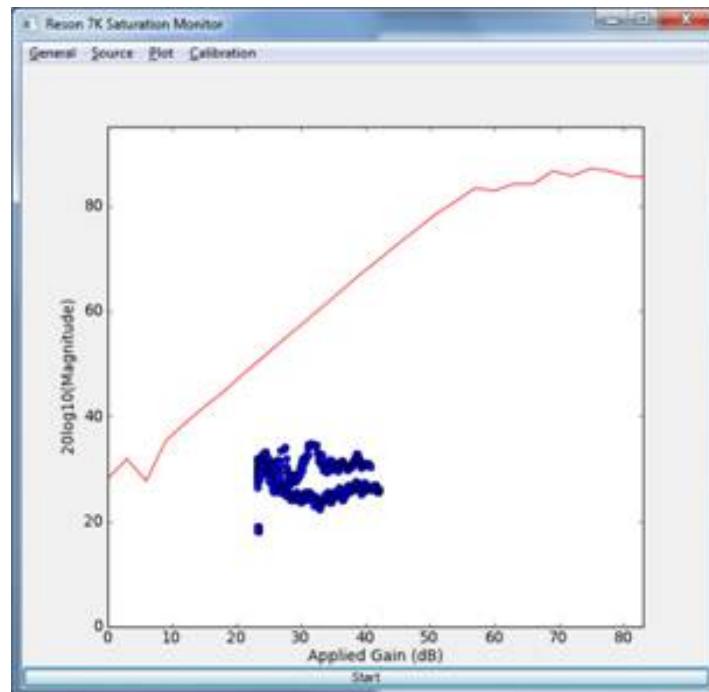 Reson 7K Saturation Monitor
General Source Plot Calibration
80
60
40
20
0
20log10(Magnitude)
0 10 20 30 40 50 60 70 80
Applied Gain (dB)
Start